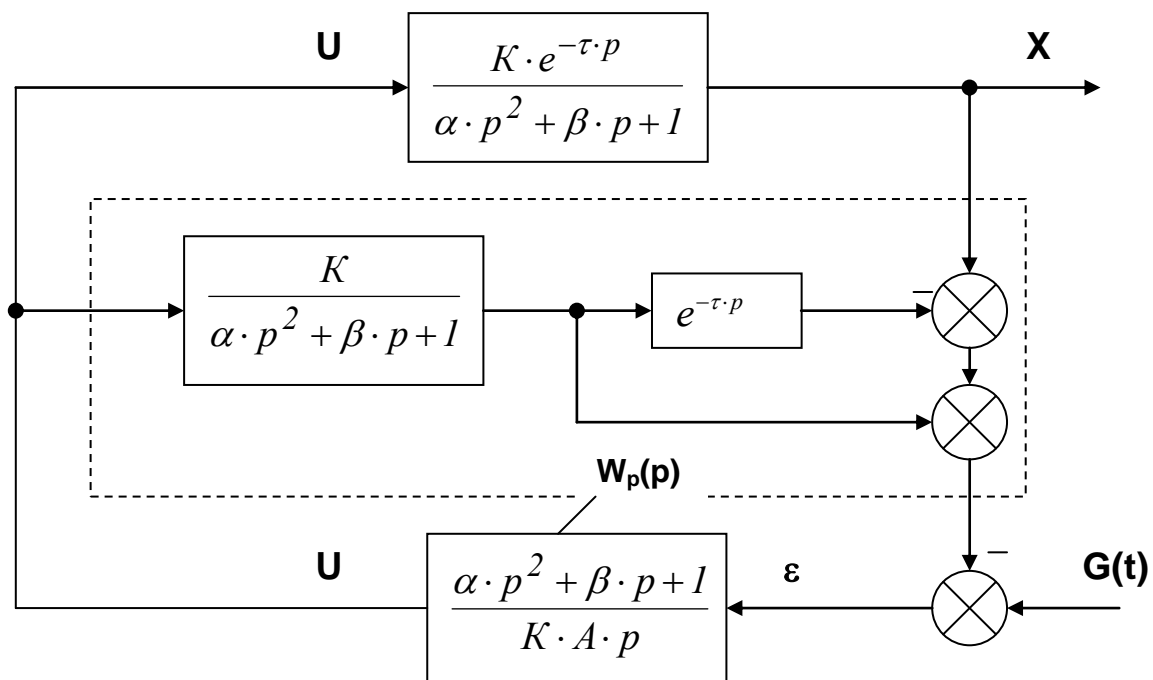 U
X
К · e^{−τ·p}
α · p² + β · p + 1
К
α · p² + β · p + 1
e^{−τ·p}
−
W_p(p)
U
α · p² + β · p + 1
К · A · p
ε
−
G(t)